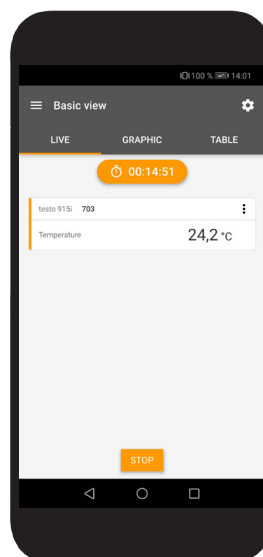 100 % 14:01
Basic view
LIVE GRAPHIC TABLE
00:14:51
testo 915i 703
Temperature 24,2 °C
STOP